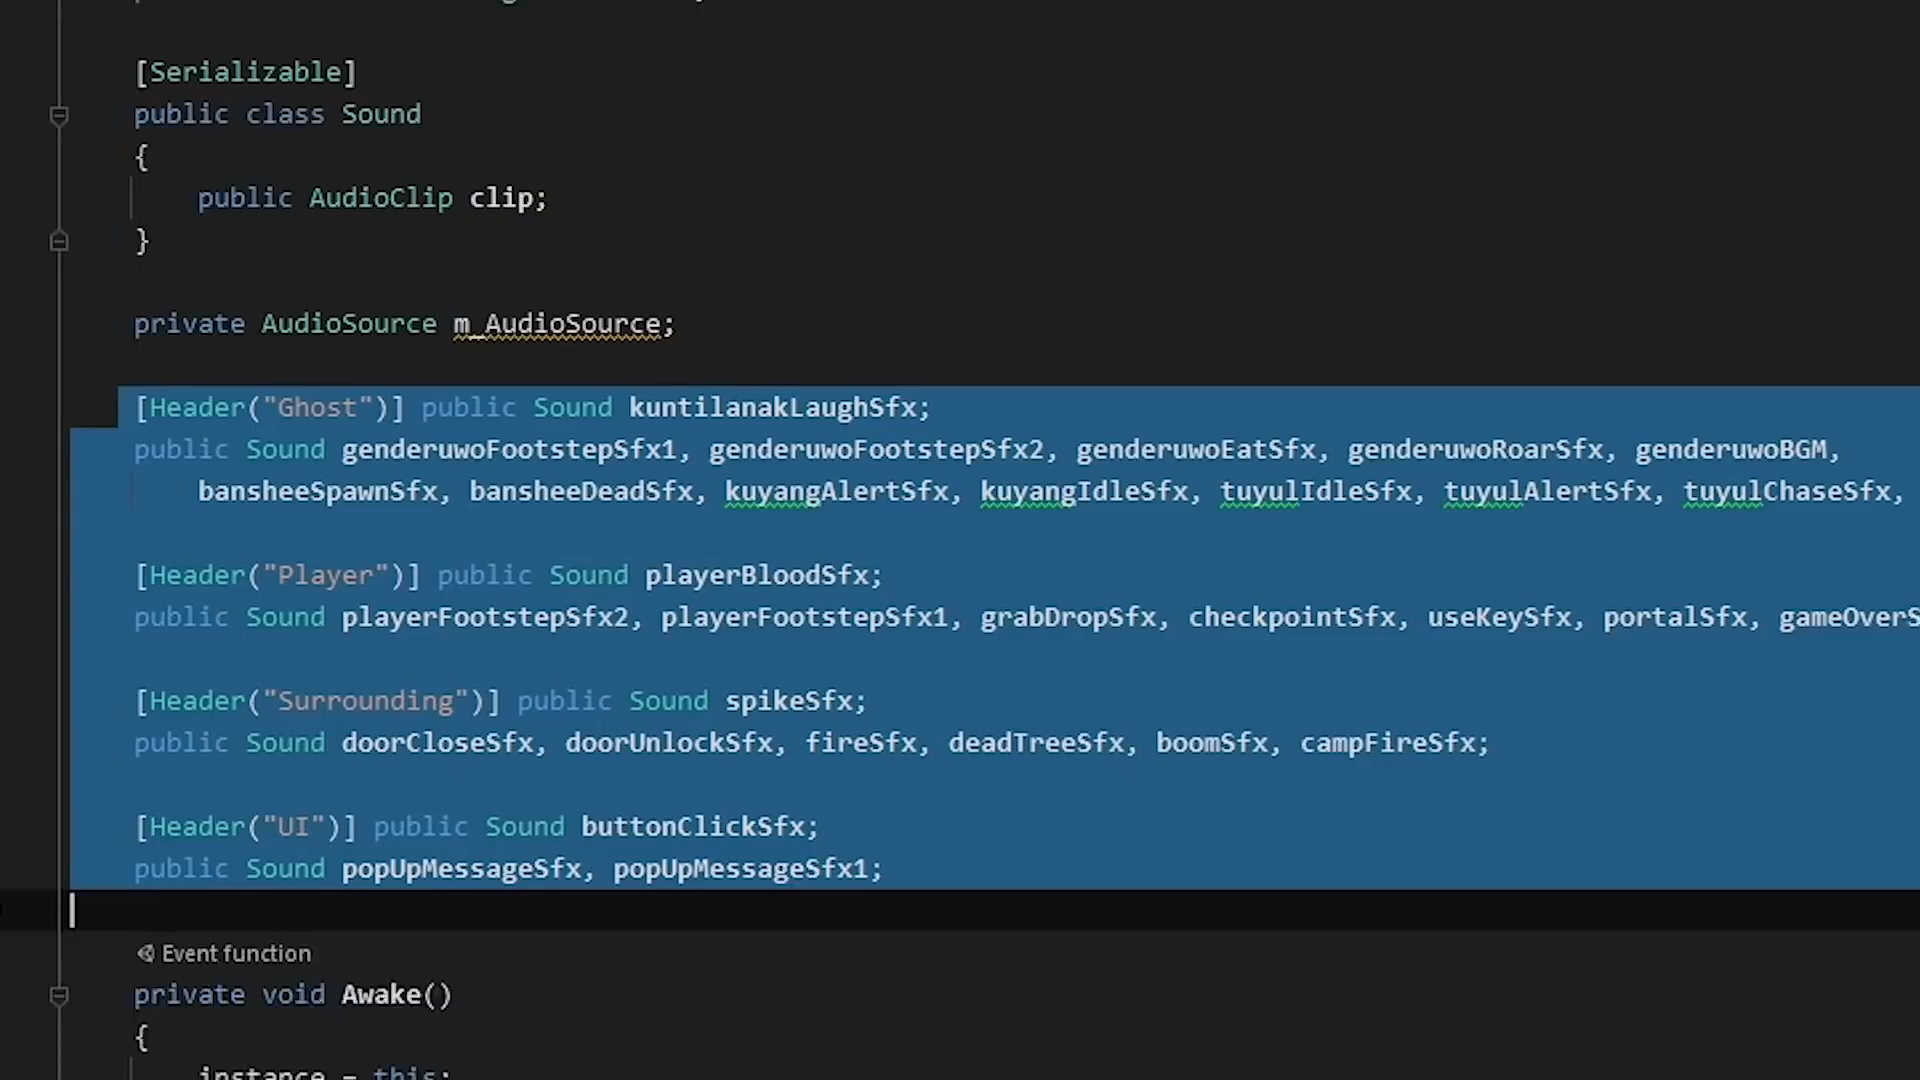 [Serializable]
public class Sound
{
public AudioClip clip;
}
private AudioSource m_AudioSource;
[Header("Ghost")] public Sound kuntilanakLaughSfx;
public Sound genderuwoFootstepSfx1, genderuwoFootstepSfx2, genderuwoEatSfx, genderuwoRoarSfx, genderuwoBGM,
bansheeSpawnSfx, bansheeDeadSfx, kuyangAlertSfx, kuyangIdleSfx, tuyulIdleSfx, tuyulAlertSfx, tuyulChaseSfx,
[Header("Player")] public Sound playerBloodSfx;
public Sound playerFootstepSfx2, playerFootstepSfx1, grabDropSfx, checkpointSfx, useKeySfx, portalSfx, gameOverS
[Header("Surrounding")] public Sound spikeSfx;
public Sound doorCloseSfx, doorUnlockSfx, fireSfx, deadTreeSfx, boomSfx, campFireSfx;
[Header("UI")] public Sound buttonClickSfx;
public Sound popUpMessageSfx, popUpMessageSfx1;
Event function
private void Awake()
{
instance = this;